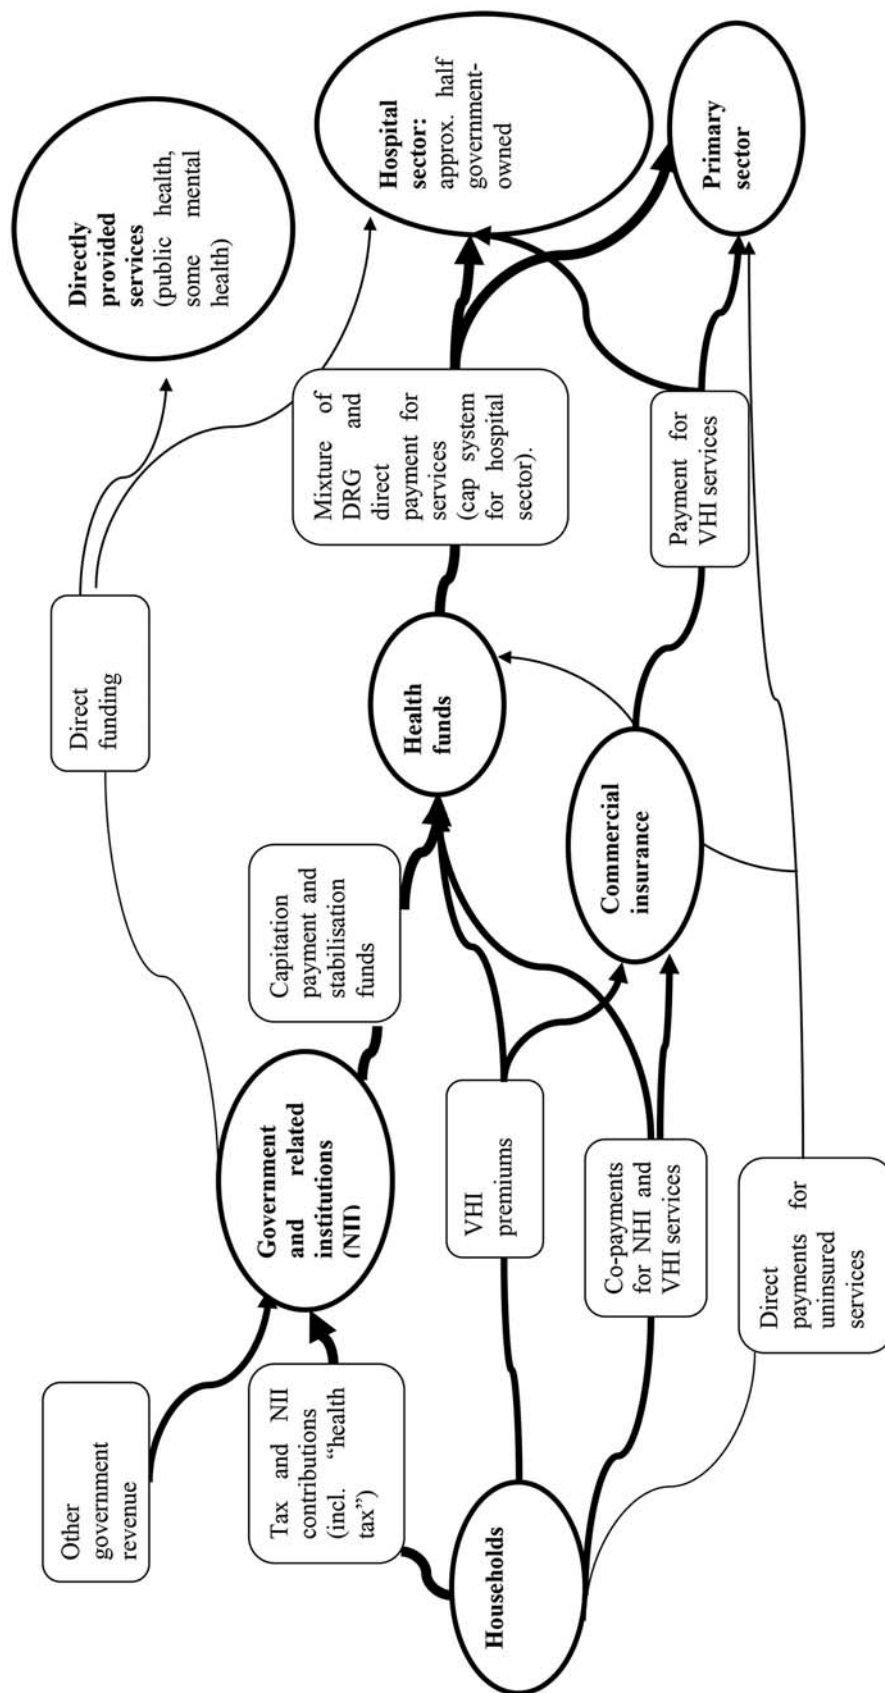 Other
government
revenue
Tax and NII
contributions
(incl. “health
tax”)
Households
Government
and related
institutions
(NII)
Capitation
payment and
stabilisation
funds
VHI
premiums
Co-payments
for NHI and
VHI services
Direct
payments for
uninsured
services
Direct
funding
Health
funds
Commercial
insurance
Mixture of
DRG and
direct
payment for
services
(cap system
for hospital
sector).
Payment for
VHI services
Directly
provided
services
(public health,
some mental
health)
Hospital
sector:
approx. half
government-
owned
Primary
sector